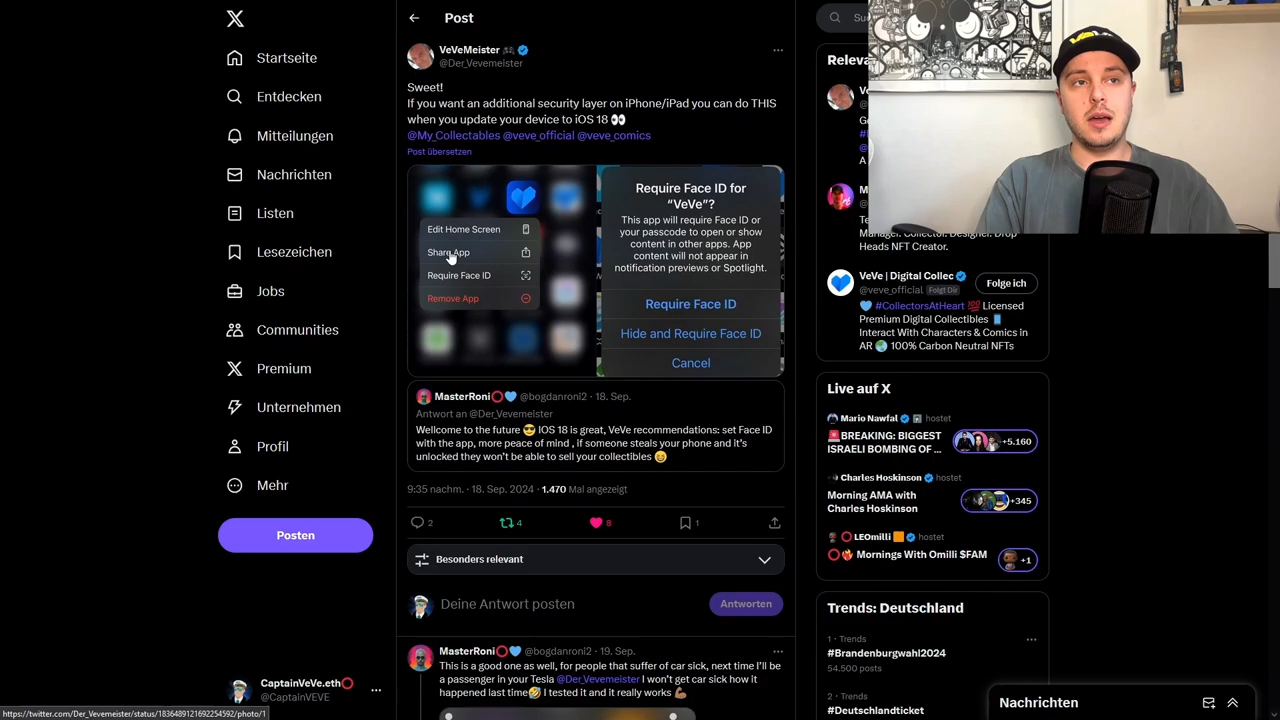 Startseite
Entdecken
Mitteilungen
Nachrichten
Listen
Lesezeichen
Jobs
Communities
Premium
Unternehmen
Profil
Mehr
Posten
CaptainVeVe.eth
@CaptainVEVE
https://twitter.com/Der_Vevemeister/status/1836489121692254592/photo/1
Post
VeVeMeister
@Der_Vevemeister
Sweet!
If you want an additional security layer on iPhone/iPad you can do THIS
when you update your device to iOS 18 👀
@My_Collectables @veve_official @veve_comics
Post übersetzen
Edit Home Screen
Share App
Require Face ID
Remove App
Require Face ID for
“VeVe”?
This app will require Face ID or
your passcode to open or show
content in other apps. App
content will not appear in
notification previews or Spotlight.
Require Face ID
Hide and Require Face ID
Cancel
MasterRoni⭕💙 @bogdanroni2 · 18. Sep.
Antwort an @Der_Vevemeister
Wellcome to the future 😎 IOS 18 is great, VeVe recommendations: set Face ID
with the app, more peace of mind , if someone steals your phone and it's
unlocked they won't be able to sell your collectibles 😆
9:35 nachm. · 18. Sep. 2024 · 1.470 Mal angezeigt
2 4 8 1
Besonders relevant
Deine Antwort posten
Antworten
MasterRoni⭕💙 @bogdanroni2 · 19. Sep.
This is a good one as well, for people that suffer of car sick, next time I'll be
a passenger in your Tesla @Der_Vevemeister I won't get car sick how it
happened last time🤣 I tested it and it really works 💪🏽
Releva
Manager. Collector. Designer. Drop
Heads NFT Creator.
VeVe | Digital Collec
@veve_official Folgt Dir
Folge ich
💙 #CollectorsAtHeart 💯 Licensed
Premium Digital Collectibles
Interact With Characters & Comics in
AR 🌏 100% Carbon Neutral NFTs
Live auf X
Mario Nawfal hostet
🚨BREAKING: BIGGEST
ISRAELI BOMBING OF ...
+5.160
Charles Hoskinson hostet
Morning AMA with
Charles Hoskinson
+345
LEOmilli hostet
⭕❤️‍🔥 Mornings With Omilli $FAM
+1
Trends: Deutschland
1 · Trends
#Brandenburgwahl2024
54.500 posts
2 · Trends
#Deutschlandticket
Nachrichten